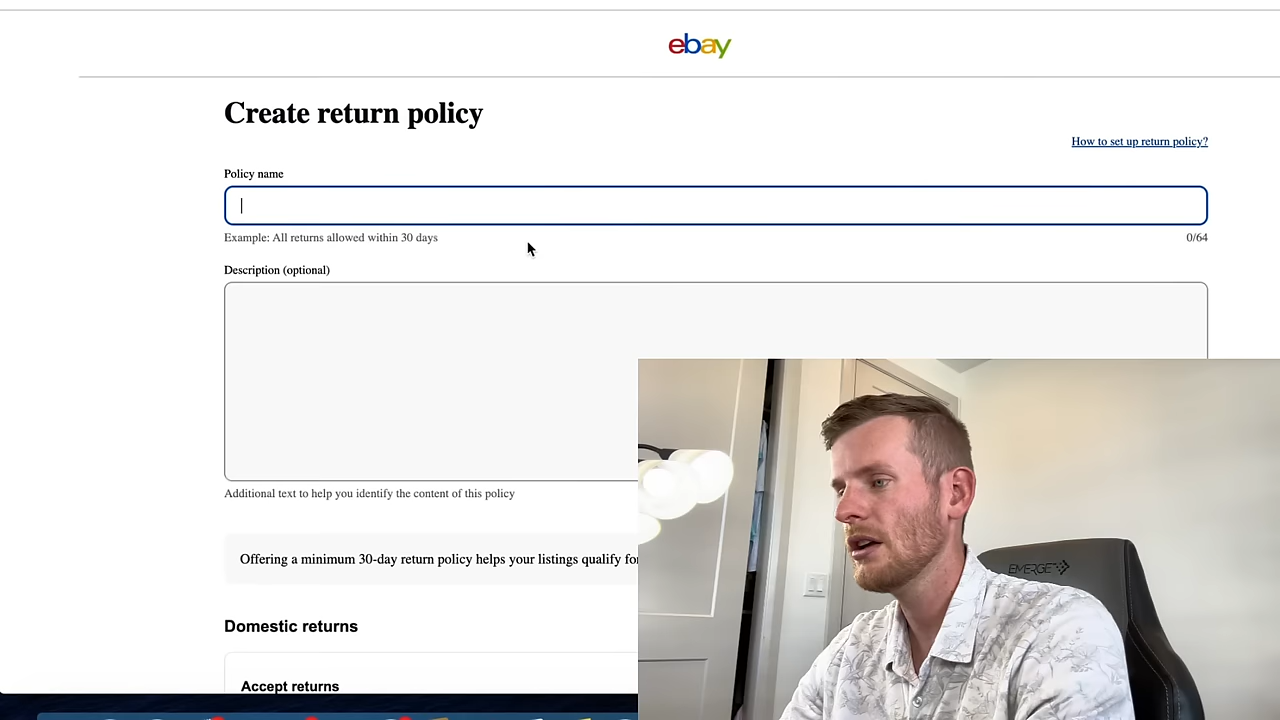 ebay
Create return policy
How to set up return policy?
Policy name
Example: All returns allowed within 30 days
0/64
Description (optional)
Additional text to help you identify the content of this policy
Offering a minimum 30-day return policy helps your listings qualify for
Domestic returns
Accept returns
EMERGE